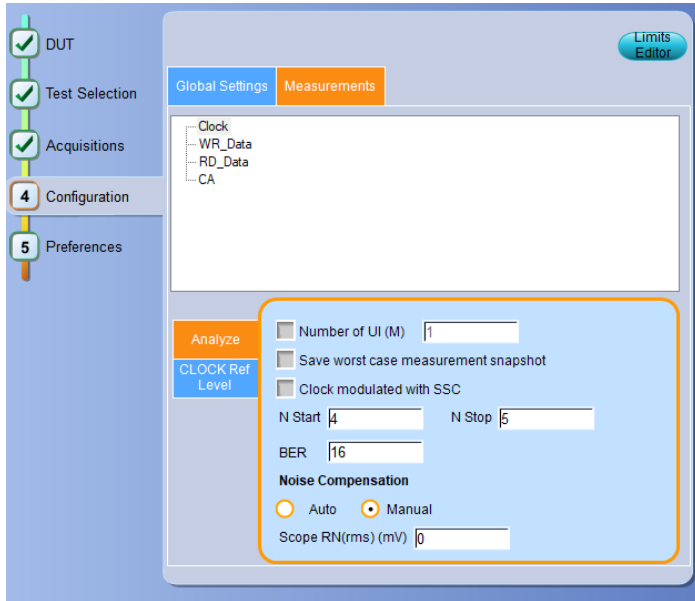 DUT
Test Selection
Acquisitions
4 Configuration
5 Preferences
Limits
Editor
Global Settings Measurements
Clock
WR_Data
RD_Data
CA
Analyze
CLOCK Ref
Level
Number of UI (M) 1
Save worst case measurement snapshot
Clock modulated with SSC
N Start 4 N Stop 5
BER 16
Noise Compensation
Auto Manual
Scope RN(rms) (mV) 0